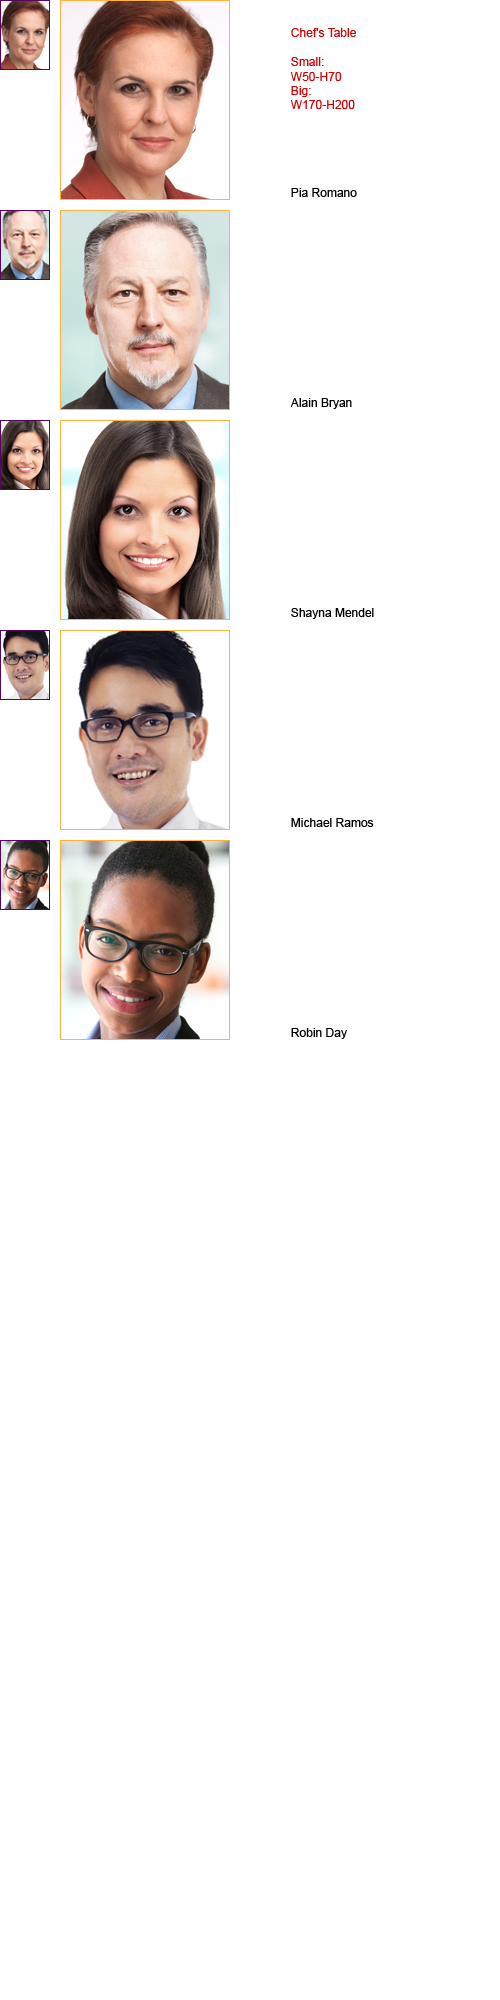 Chef's Table
Small:
W50-H70
Big:
W170-H200
Pia Romano
Alain Bryan
Shayna Mendel
Michael Ramos
Robin Day